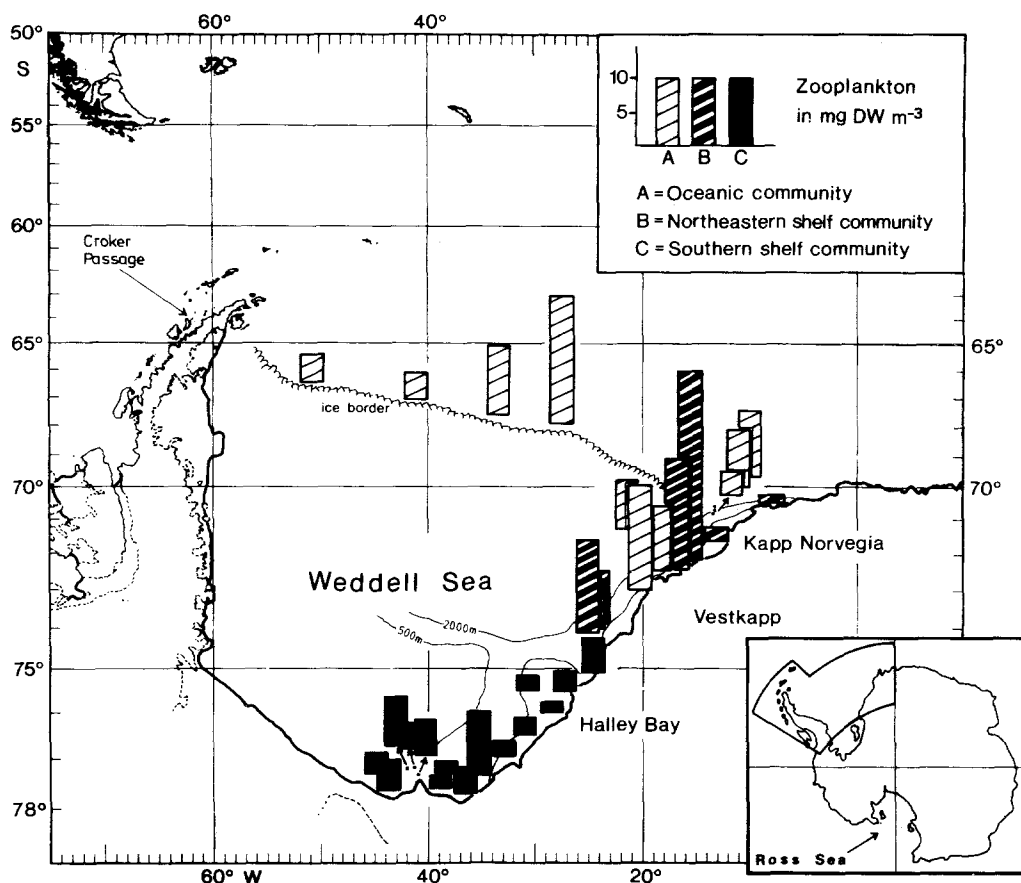 60°
40°
50°
S
55°
60°
65°
70°
75°
78°
10
5
A B C
Zooplankton
in mg DW m⁻³
A = Oceanic community
B = Northeastern shelf community
C = Southern shelf community
Croker
Passage
65°
ice border
70°
Kapp Norvegia
Weddell Sea
Vestkapp
2000m
500m
Halley Bay
60° W
40°
20°
10°
Ross Sea